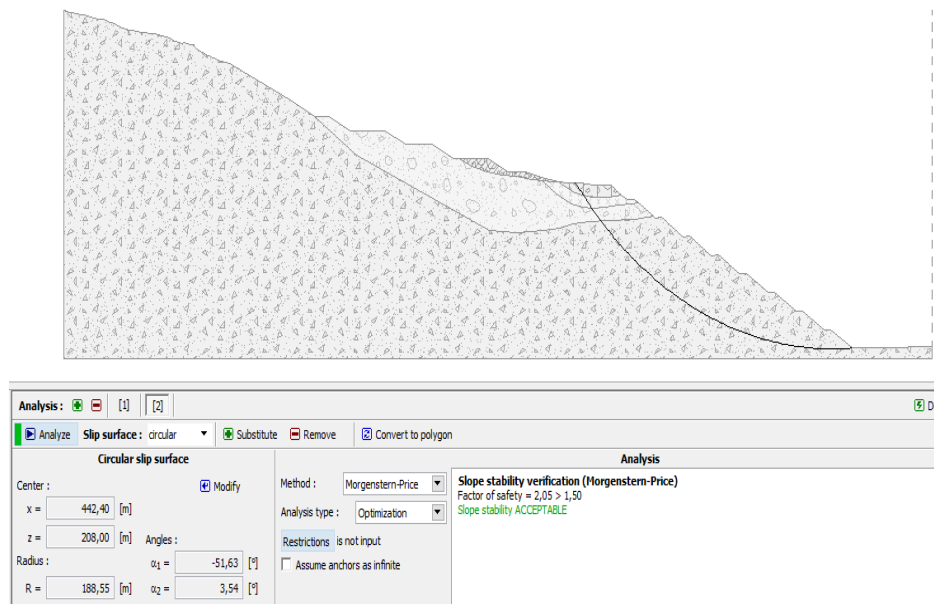 Analysis : [1] [2] D
Analyze Slip surface : circular Substitute Remove Convert to polygon
Circular slip surface
Center :
Modify
x = 442,40 [m]
z = 208,00 [m] Angles :
Radius : α1 = -51,63 [°]
R = 188,55 [m] α2 = 3,54 [°]
Analysis
Method : Morgenstern-Price
Analysis type : Optimization
Restrictions is not input
Assume anchors as infinite
Slope stability verification (Morgenstern-Price)
Factor of safety = 2,05 > 1,50
Slope stability ACCEPTABLE